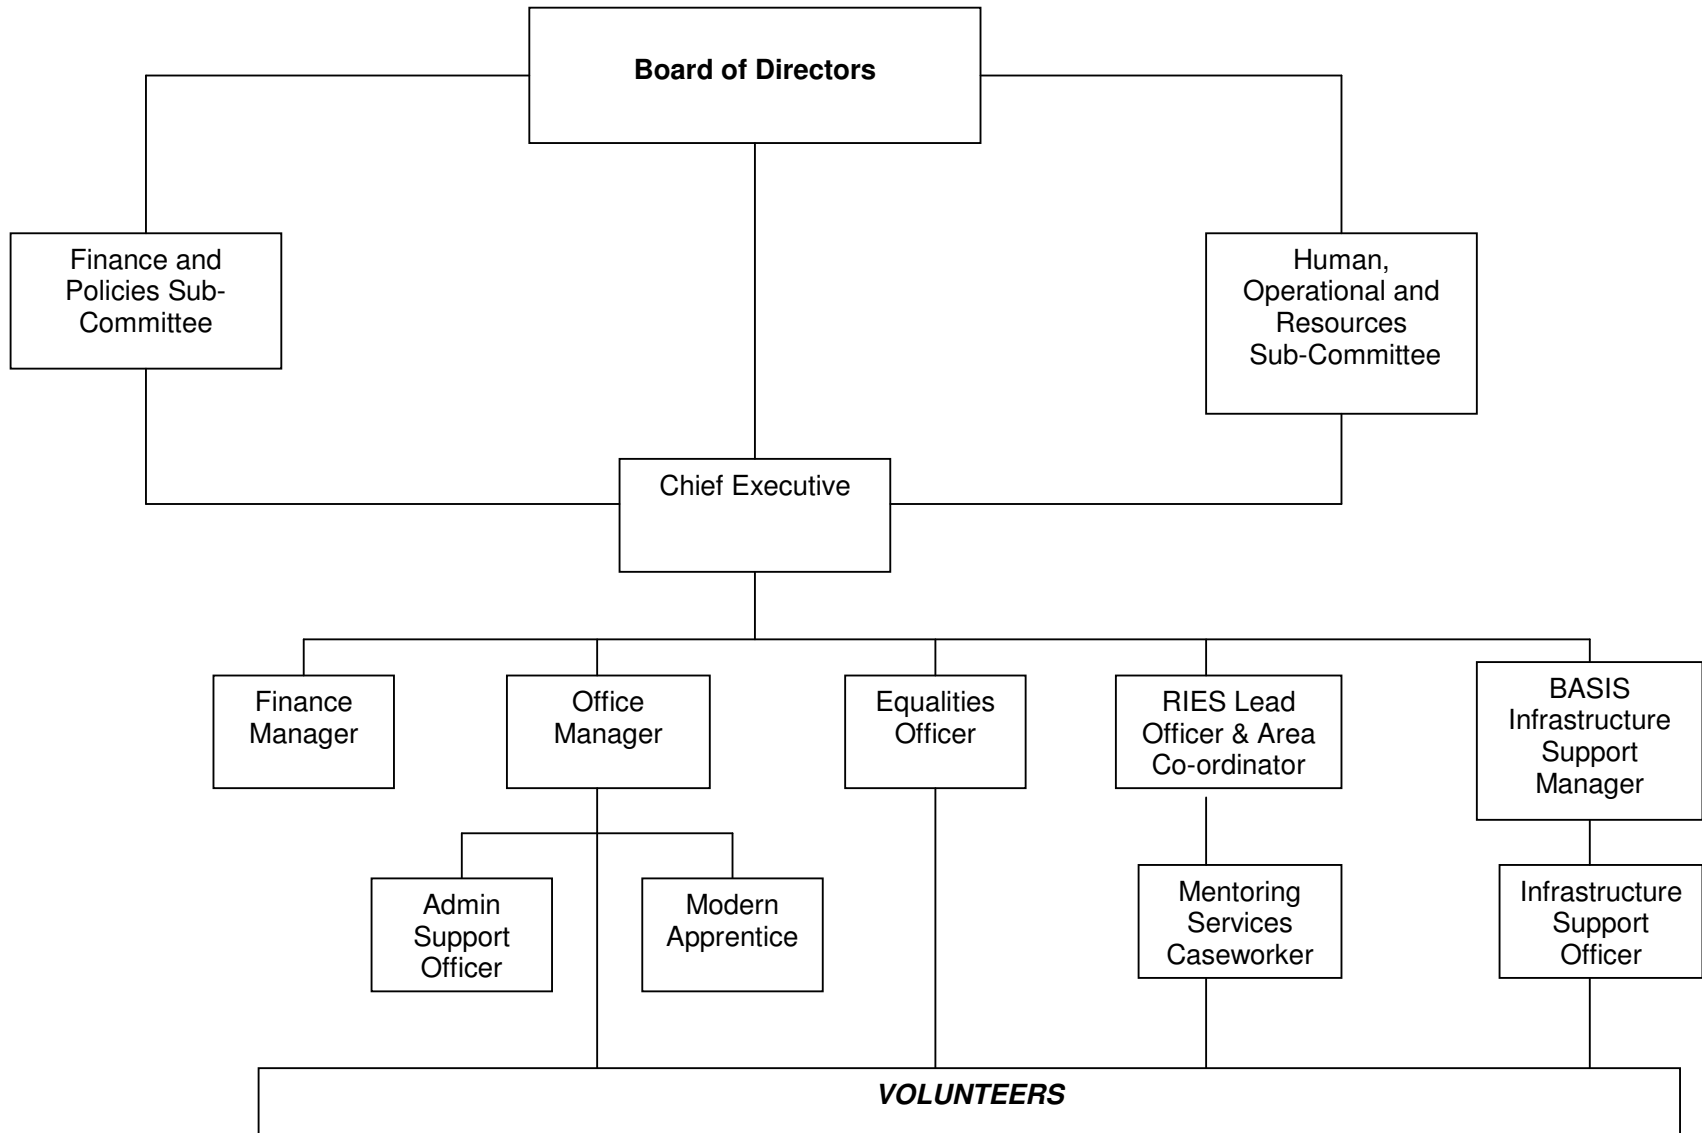 Board of Directors
Finance and
Policies Sub-
Committee
Human,
Operational and
Resources
Sub-Committee
Chief Executive
Finance
Manager
Office
Manager
Equalities
Officer
RIES Lead
Officer & Area
Co-ordinator
BASIS
Infrastructure
Support
Manager
Admin
Support
Officer
Modern
Apprentice
Mentoring
Services
Caseworker
Infrastructure
Support
Officer
VOLUNTEERS